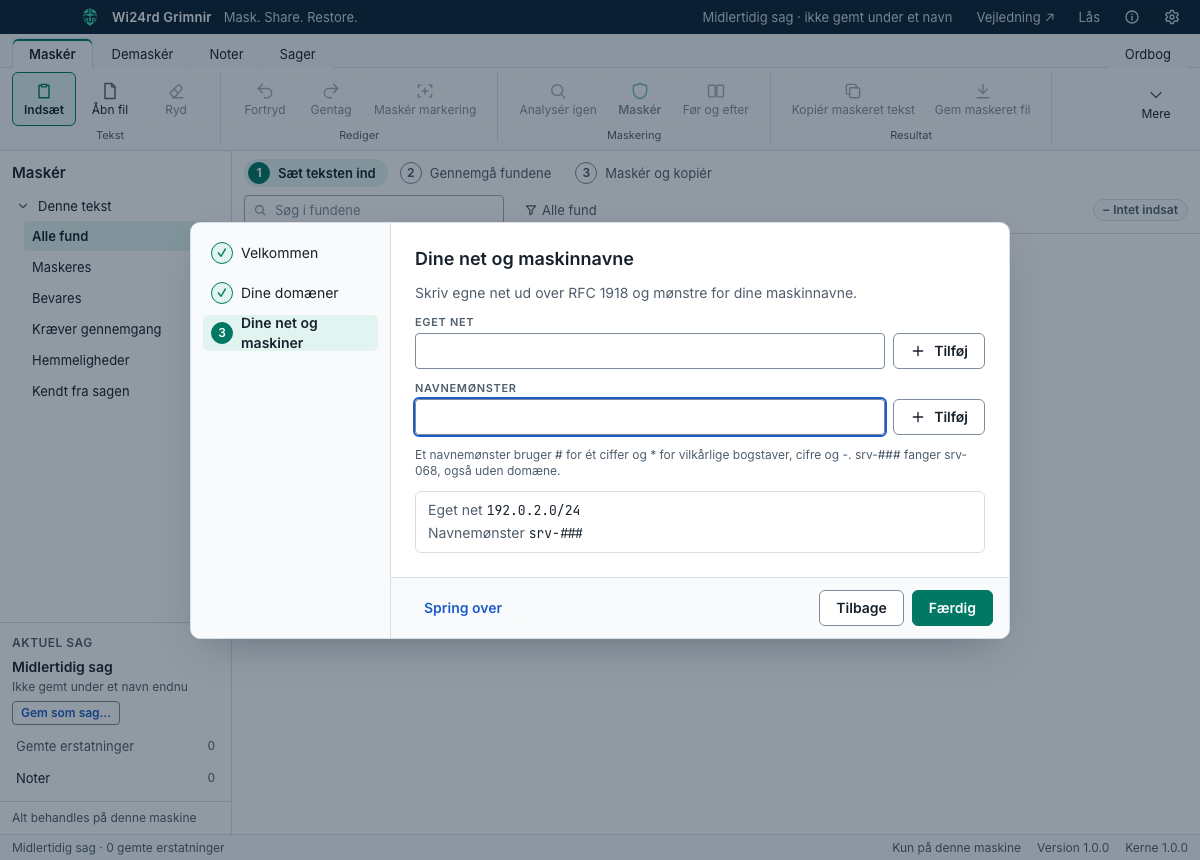 Wi24rd Grimnir Mask. Share. Restore. Midlertidig sag · ikke gemt under et navn Vejledning ↗ Lås
Maskér Demaskér Noter Sager Ordbog
Indsæt Åbn fil Ryd Fortryd Gentag Maskér markering Analysér igen Maskér Før og efter Kopiér maskeret tekst Gem maskeret fil Mere
Tekst Rediger Maskering Resultat
Maskér
Denne tekst
Alle fund
Maskeres
Bevares
Kræver gennemgang
Hemmeligheder
Kendt fra sagen
1 Sæt teksten ind 2 Gennemgå fundene 3 Maskér og kopiér
Søg i fundene Alle fund – Intet indsat
Velkommen
Dine domæner
3 Dine net og
maskiner
Dine net og maskinnavne
Skriv egne net ud over RFC 1918 og mønstre for dine maskinnavne.
EGET NET
+ Tilføj
NAVNEMØNSTER
+ Tilføj
Et navnemønster bruger # for ét ciffer og * for vilkårlige bogstaver, cifre og -. srv-### fanger srv-
068, også uden domæne.
Eget net 192.0.2.0/24
Navnemønster srv-###
Spring over Tilbage Færdig
AKTUEL SAG
Midlertidig sag
Ikke gemt under et navn endnu
Gem som sag...
Gemte erstatninger 0
Noter 0
Alt behandles på denne maskine
Midlertidig sag · 0 gemte erstatninger Kun på denne maskine Version 1.0.0 Kerne 1.0.0